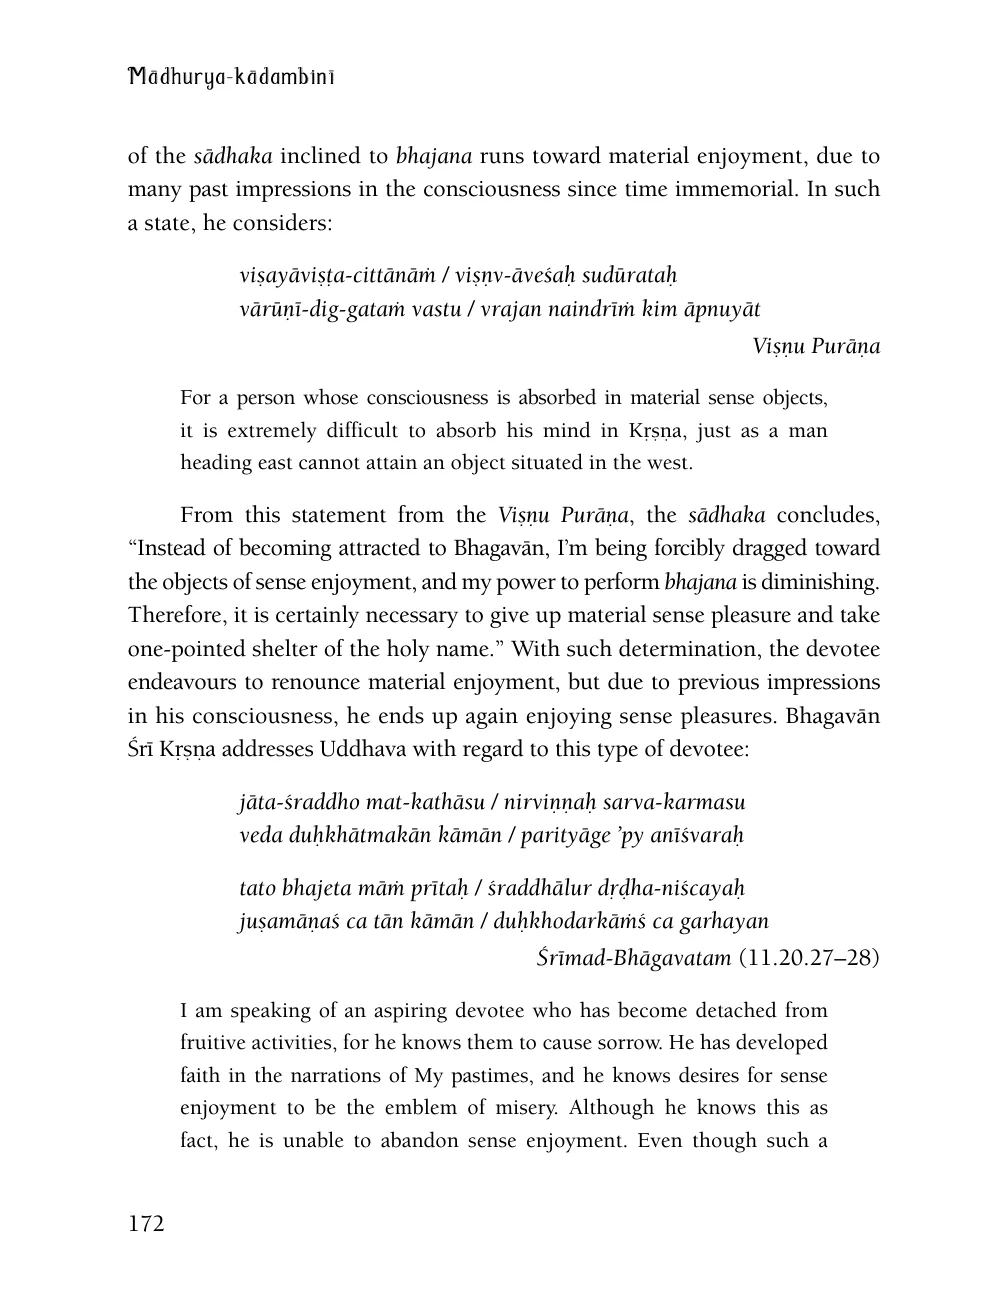 Mādhurya-kādambinī
of the sādhaka inclined to bhajana runs toward material enjoyment, due to
many past impressions in the consciousness since time immemorial. In such
a state, he considers:
viṣayāviṣṭa-cittānāṁ / viṣṇv-āveśaḥ sudūrataḥ
vārūṇī-dig-gataṁ vastu / vrajan naindrīṁ kim āpnuyāt
Viṣṇu Purāṇa
For a person whose consciousness is absorbed in material sense objects,
it is extremely difficult to absorb his mind in Kṛṣṇa, just as a man
heading east cannot attain an object situated in the west.
From this statement from the Viṣṇu Purāṇa, the sādhaka concludes,
“Instead of becoming attracted to Bhagavān, I’m being forcibly dragged toward
the objects of sense enjoyment, and my power to perform bhajana is diminishing.
Therefore, it is certainly necessary to give up material sense pleasure and take
one-pointed shelter of the holy name.” With such determination, the devotee
endeavours to renounce material enjoyment, but due to previous impressions
in his consciousness, he ends up again enjoying sense pleasures. Bhagavān
Śrī Kṛṣṇa addresses Uddhava with regard to this type of devotee:
jāta-śraddho mat-kathāsu / nirviṇṇaḥ sarva-karmasu
veda duḥkhātmakān kāmān / parityāge ’py anīśvaraḥ
tato bhajeta māṁ prītaḥ / śraddhālur dṛḍha-niścayaḥ
juṣamāṇaś ca tān kāmān / duḥkhodarkāṁś ca garhayan
Śrīmad-Bhāgavatam (11.20.27–28)
I am speaking of an aspiring devotee who has become detached from
fruitive activities, for he knows them to cause sorrow. He has developed
faith in the narrations of My pastimes, and he knows desires for sense
enjoyment to be the emblem of misery. Although he knows this as
fact, he is unable to abandon sense enjoyment. Even though such a
172